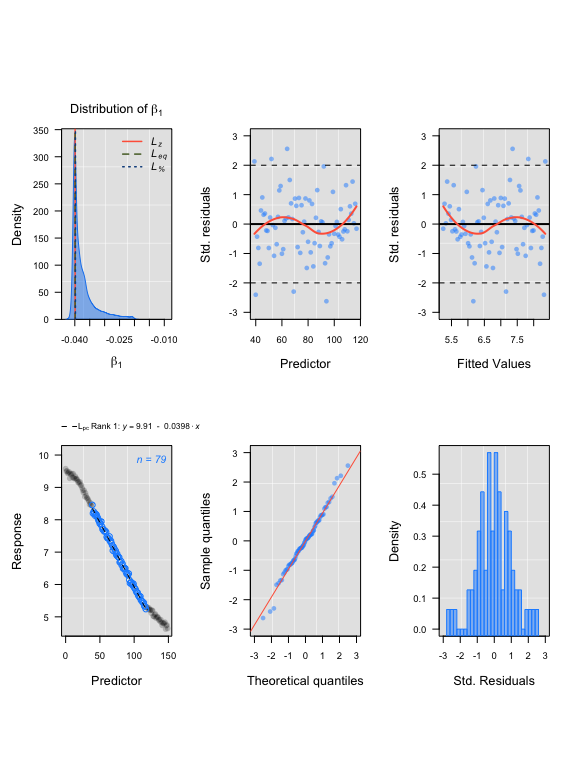 Distribution of β1
350
300
250
200
150
100
50
0
Density
-0.040 -0.025 -0.010
β1
Lz
Leq
L%
3
2
1
0
-1
-2
-3
Std. residuals
40 60 80 100 120
Predictor
3
2
1
0
-1
-2
-3
Std. residuals
5.5 6.5 7.5
Fitted Values
Lpc Rank 1: y = 9.91 - 0.0398 · x
n = 79
10
9
8
7
6
5
Response
0 50 100 150
Predictor
3
2
1
0
-1
-2
-3
Sample quantiles
-3 -2 -1 0 1 2 3
Theoretical quantiles
0.5
0.4
0.3
0.2
0.1
0.0
Density
-3 -2 -1 0 1 2 3
Std. Residuals